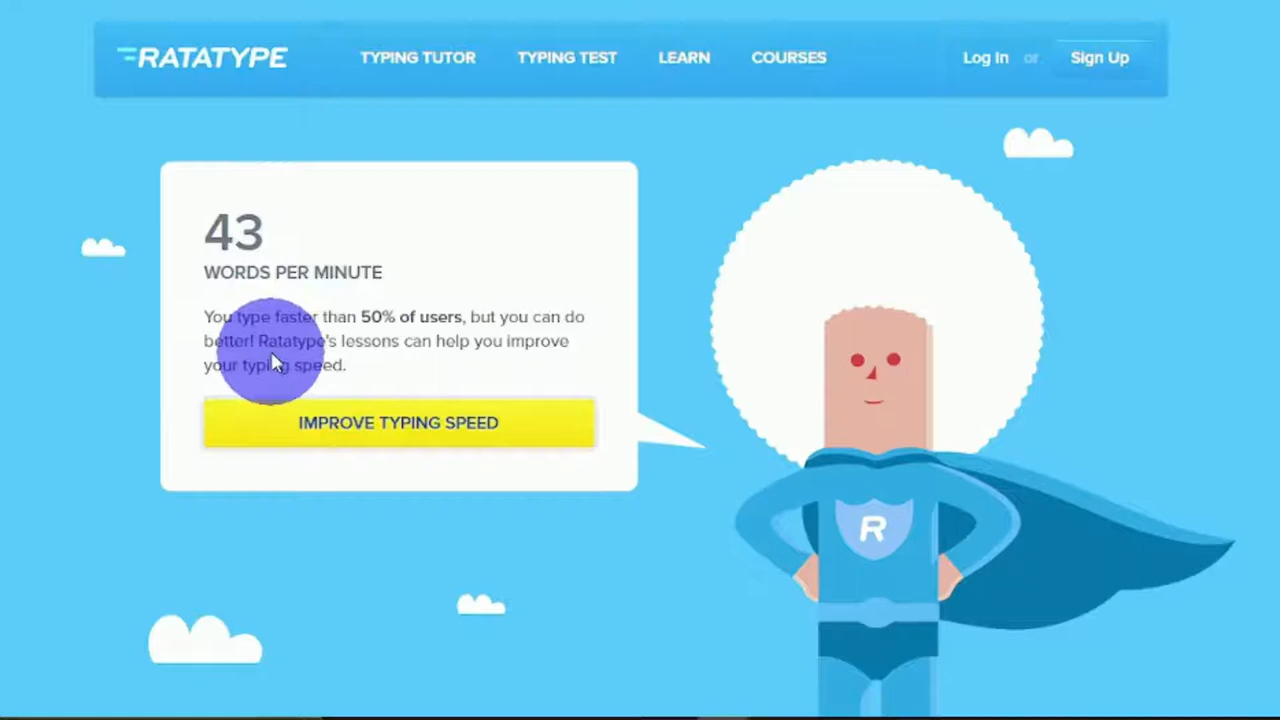 RATATYPE TYPING TUTOR TYPING TEST LEARN COURSES Log In or Sign Up
43
WORDS PER MINUTE
You type faster than 50% of users, but you can do
better! Ratatype's lessons can help you improve
your typing speed.
IMPROVE TYPING SPEED
R